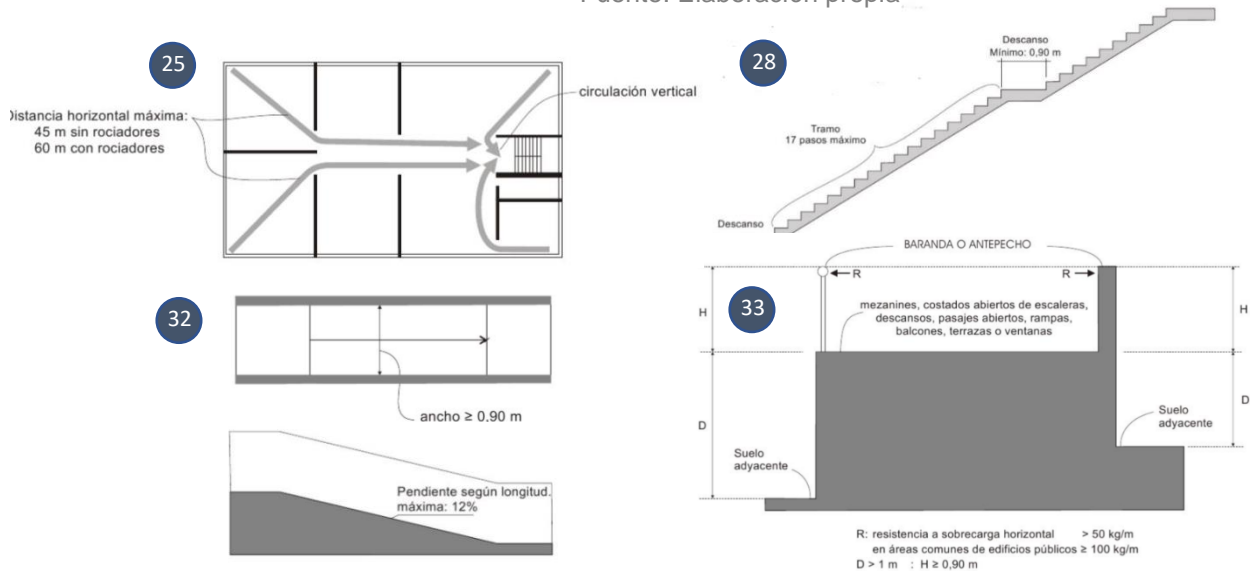 Fuente: Elaboración propia
25
Distancia horizontal máxima:
45 m sin rociadores
60 m con rociadores
circulación vertical
28
Descanso
Mínimo: 0,90 m
Tramo
17 pasos máximo
Descanso
32
ancho ≥ 0.90 m
Pendiente según longitud.
máxima: 12%
33
BARANDA O ANTEPECHO
R
R
H
H
mezanines, costados abiertos de escaleras,
descansos, pasajes abiertos, rampas,
balcones, terrazas o ventanas
D
D
Suelo
adyacente
Suelo
adyacente
R: resistencia a sobrecarga horizontal > 50 kg/m
en áreas comunes de edificios públicos ≥ 100 kg/m
D > 1 m : H ≥ 0,90 m